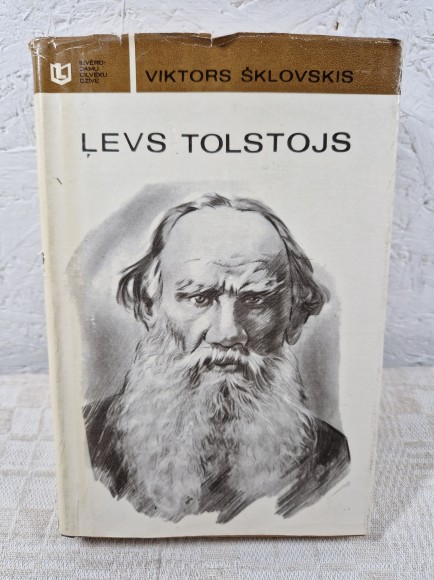 IEVĒRO-
JAMU
CILVĒKU
DZĪVE
VIKTORS ŠKLOVSKIS
ĻEVS TOLSTOJS